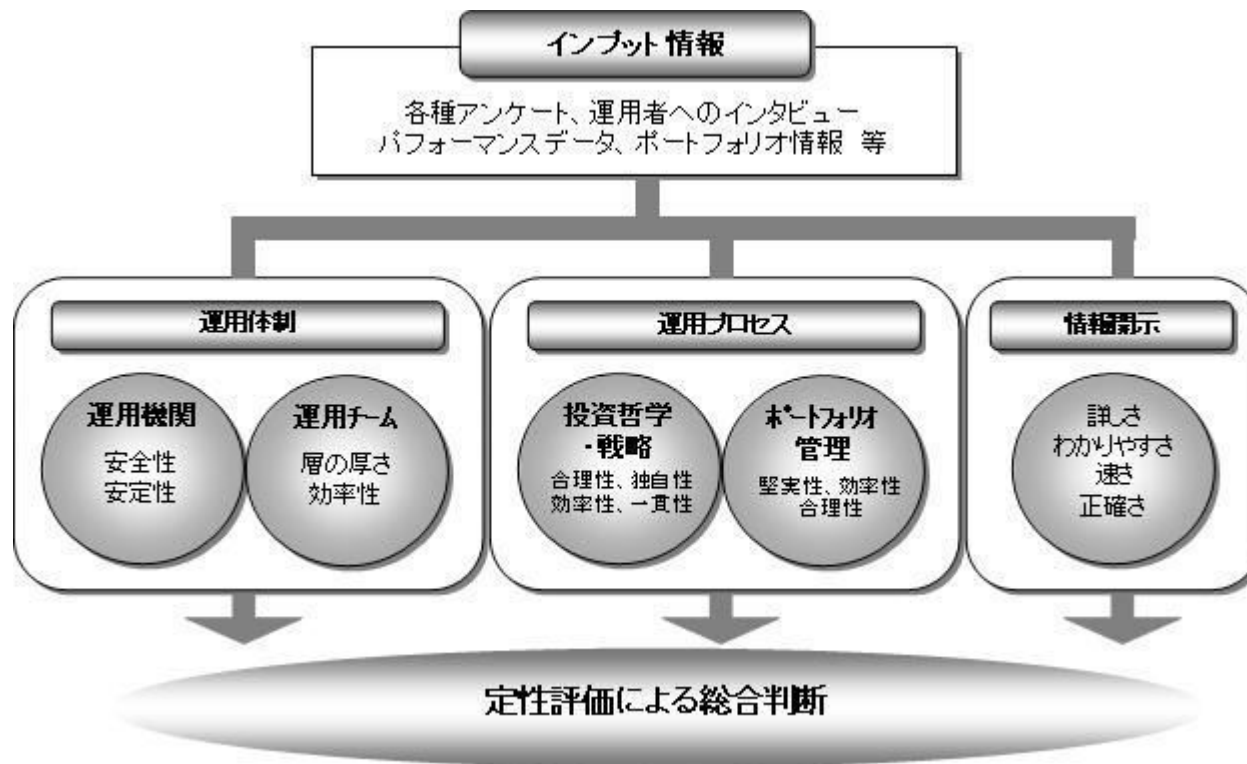 インプット情報
各種アンケート、運用者へのインタビュー
パフォーマンスデータ、ポートフォリオ情報 等
運用体制
運用機関
安全性
安定性
運用チーム
層の厚さ
効率性
運用プロセス
投資哲学
・戦略
合理性、独自性
効率性、一貫性
ポートフォリオ
管理
堅実性、効率性
合理性
情報開示
詳しさ
わかりやすさ
速さ
正確さ
定性評価による総合判断